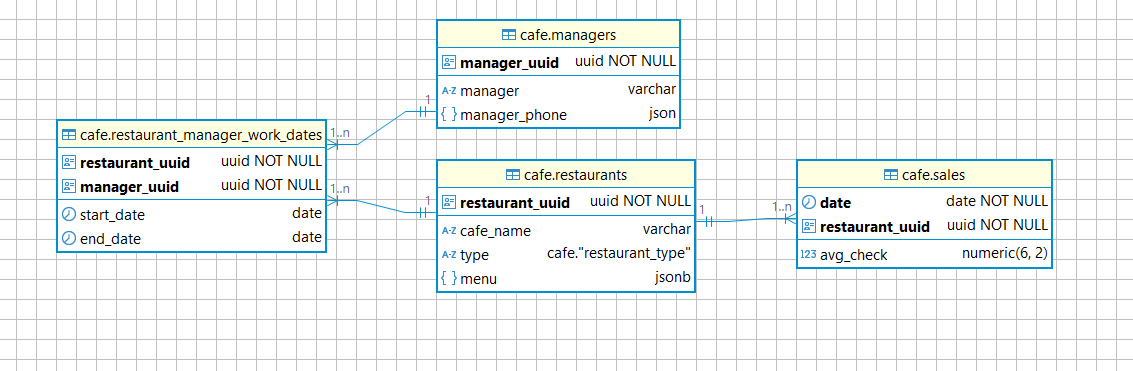 cafe.managers
manager_uuid uuid NOT NULL
A-Z manager varchar
{ } manager_phone json
1
1..n
cafe.restaurant_manager_work_dates
restaurant_uuid uuid NOT NULL
manager_uuid uuid NOT NULL
start_date date
end_date date
1..n
1
cafe.restaurants
restaurant_uuid uuid NOT NULL
A-Z cafe_name varchar
A-Z type cafe."restaurant_type"
{ } menu jsonb
1
1..n
cafe.sales
date date NOT NULL
restaurant_uuid uuid NOT NULL
123 avg_check numeric(6, 2)